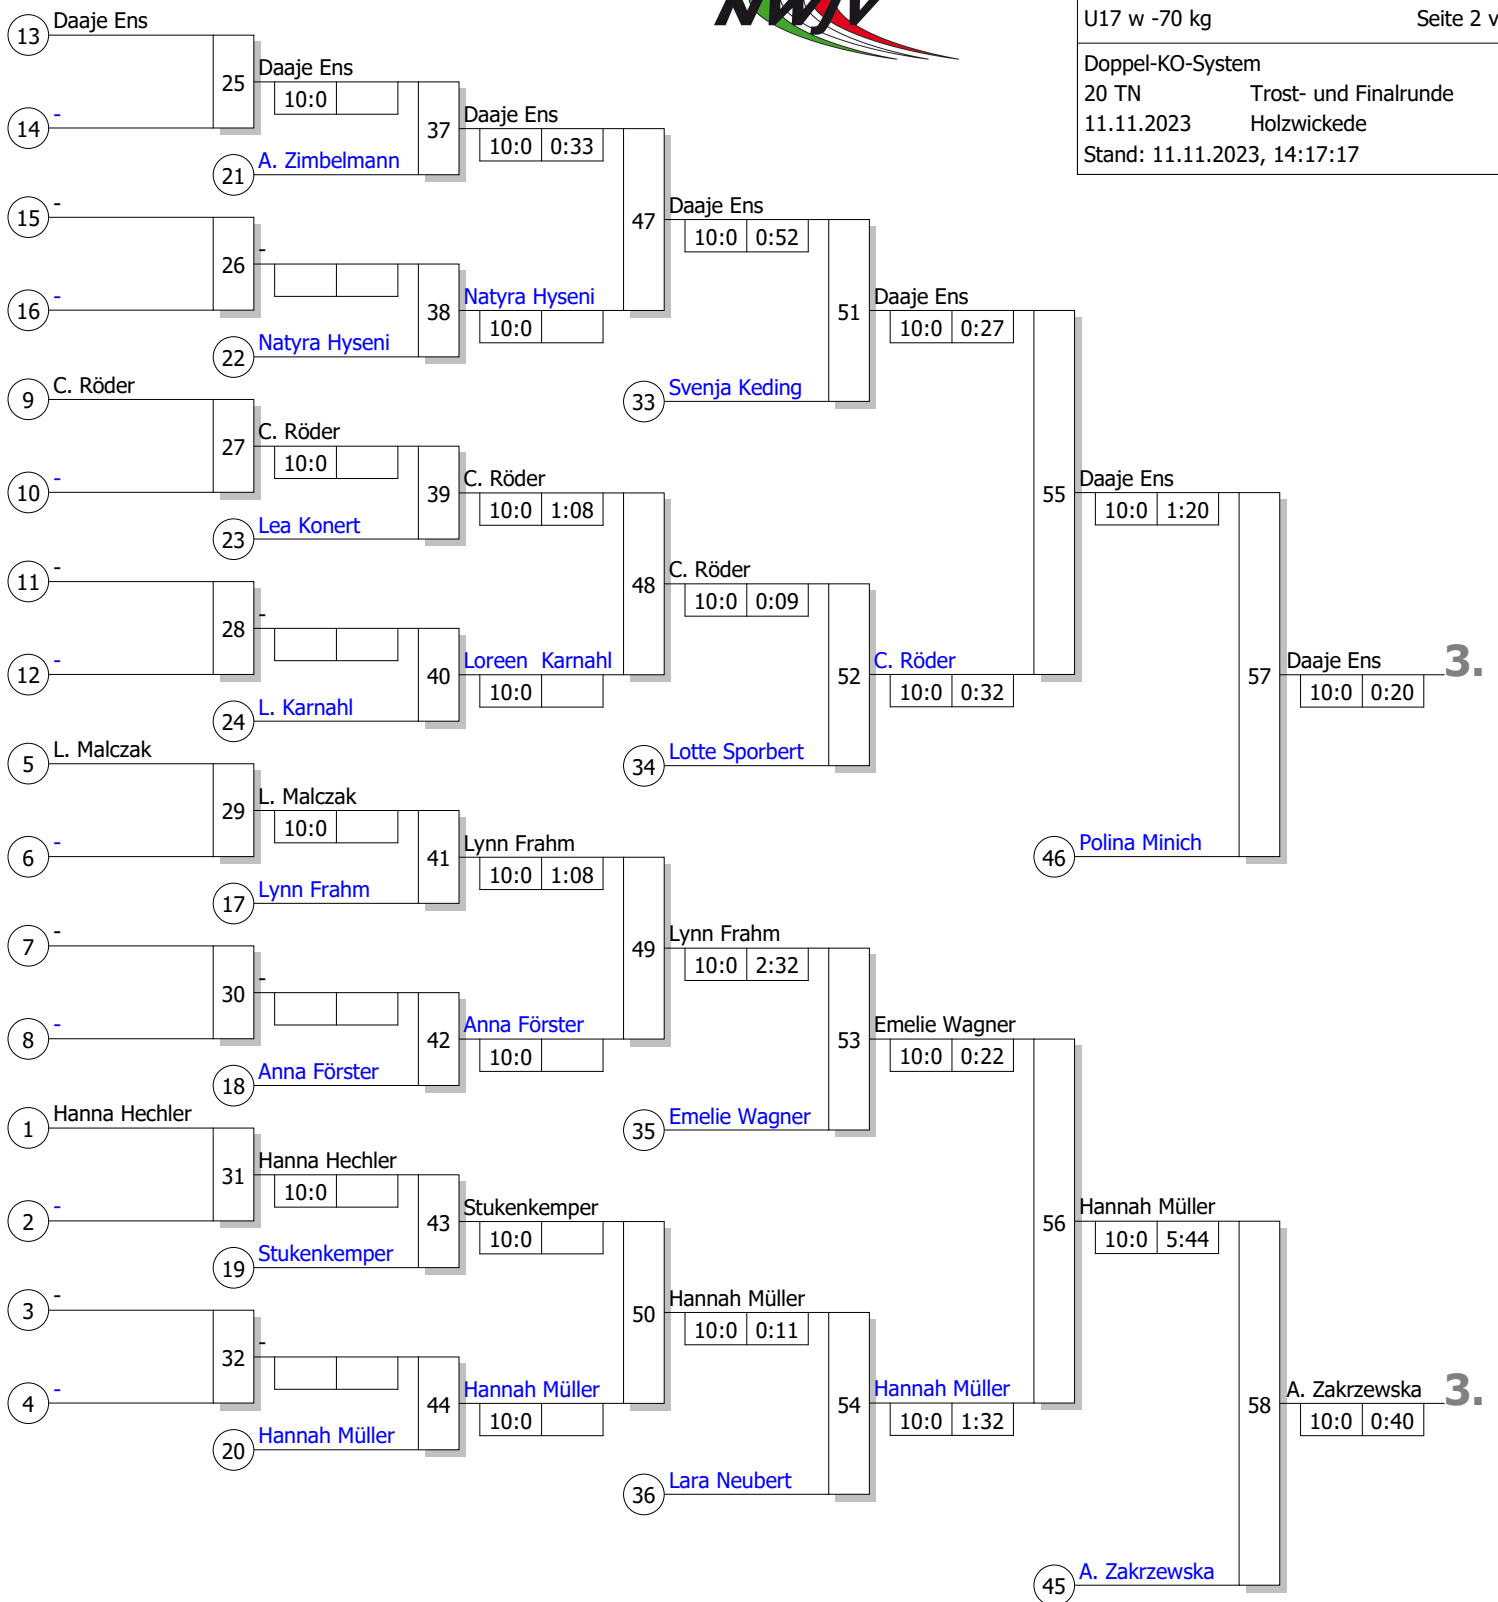 NWJV
U17 w -70 kg Seite 2 v
Doppel-KO-System
20 TN Trost- und Finalrunde
11.11.2023 Holzwickede
Stand: 11.11.2023, 14:17:17
13 Daaje Ens
25 Daaje Ens
10:0
14 -
37 Daaje Ens
10:0 0:33
21 A. Zimbelmann
15 -
47 Daaje Ens
10:0 0:52
26 -
16 -
38 Natyra Hyseni
10:0
22 Natyra Hyseni
51 Daaje Ens
10:0 0:27
33 Svenja Keding
9 C. Röder
27 C. Röder
10:0
10 -
39 C. Röder
10:0 1:08
23 Lea Konert
55 Daaje Ens
10:0 1:20
11 -
48 C. Röder
10:0 0:09
28 -
12 -
40 Loreen Karnahl
10:0
24 L. Karnahl
52 C. Röder
10:0 0:32
34 Lotte Sporbert
57 Daaje Ens 3.
10:0 0:20
5 L. Malczak
29 L. Malczak
10:0
6 -
41 Lynn Frahm
10:0 1:08
17 Lynn Frahm
46 Polina Minich
7 -
49 Lynn Frahm
10:0 2:32
30 -
8 -
42 Anna Förster
10:0
18 Anna Förster
53 Emelie Wagner
10:0 0:22
35 Emelie Wagner
1 Hanna Hechler
31 Hanna Hechler
10:0
2 -
43 Stukenkemper
10:0
19 Stukenkemper
56 Hannah Müller
10:0 5:44
3 -
50 Hannah Müller
10:0 0:11
32 -
4 -
44 Hannah Müller
10:0
20 Hannah Müller
54 Hannah Müller
10:0 1:32
36 Lara Neubert
58 A. Zakrzewska 3.
10:0 0:40
45 A. Zakrzewska